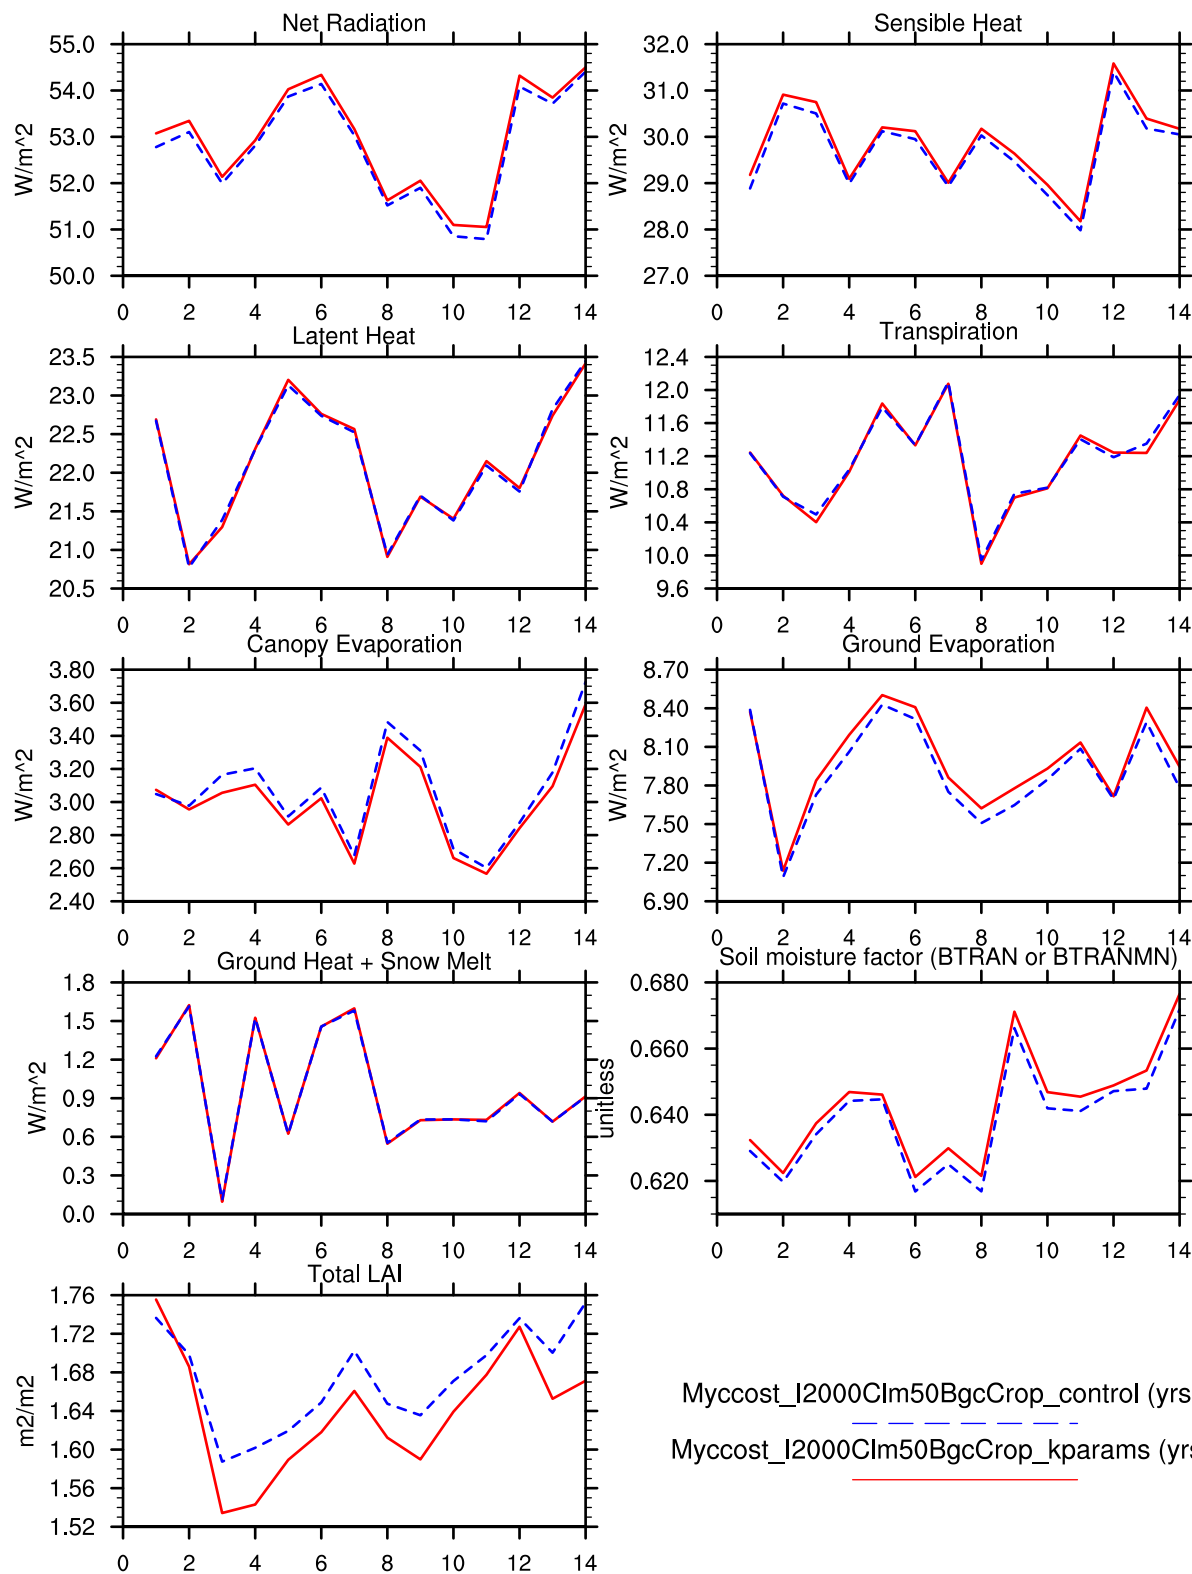 Net Radiation
55.0
54.0
53.0
52.0
51.0
50.0
W/m^2
0 2 4 6 8 10 12 14
Sensible Heat
32.0
31.0
30.0
29.0
28.0
27.0
W/m^2
0 2 4 6 8 10 12 14
Latent Heat
23.5
23.0
22.5
22.0
21.5
21.0
20.5
W/m^2
0 2 4 6 8 10 12 14
Transpiration
12.4
12.0
11.6
11.2
10.8
10.4
10.0
9.6
W/m^2
0 2 4 6 8 10 12 14
Canopy Evaporation
3.80
3.60
3.40
3.20
3.00
2.80
2.60
2.40
W/m^2
0 2 4 6 8 10 12 14
Ground Evaporation
8.70
8.40
8.10
7.80
7.50
7.20
6.90
W/m^2
0 2 4 6 8 10 12 14
Ground Heat + Snow Melt
1.8
1.5
1.2
0.9
0.6
0.3
0.0
W/m^2
0 2 4 6 8 10 12 14
Soil moisture factor (BTRAN or BTRANMN)
0.680
0.660
0.640
0.620
unitless
0 2 4 6 8 10 12 14
Total LAI
1.76
1.72
1.68
1.64
1.60
1.56
1.52
m2/m2
0 2 4 6 8 10 12 14
Myccost_I2000Clm50BgcCrop_control (yrs
Myccost_I2000Clm50BgcCrop_kparams (yrs